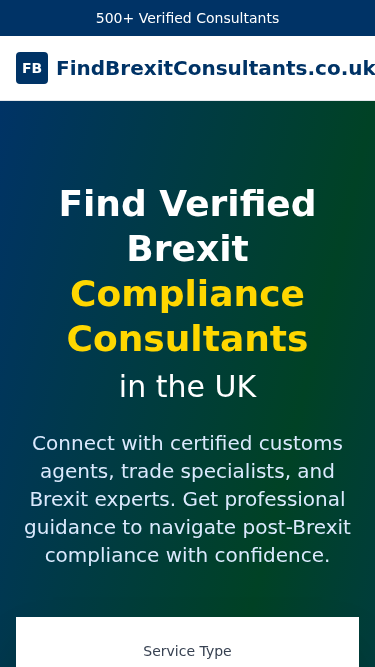 500+ Verified Consultants
FB FindBrexitConsultants.co.uk
Find Verified
Brexit
Compliance
Consultants
in the UK
Connect with certified customs
agents, trade specialists, and
Brexit experts. Get professional
guidance to navigate post-Brexit
compliance with confidence.
Service Type